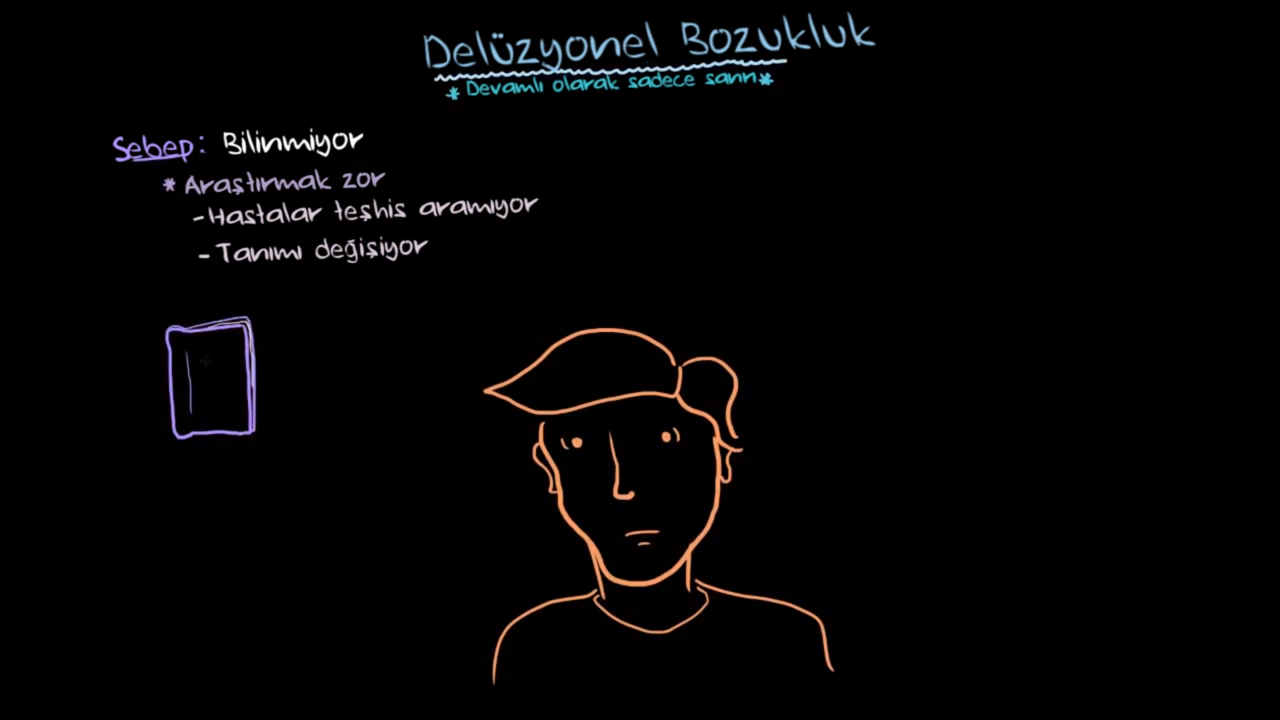 Delüzyonel Bozukluk
*Devamlı olarak sadece sanrı*
Sebep: Bilinmiyor
* Araştırmak zor
-Hastalar teşhis aramıyor
-Tanımı değişiyor